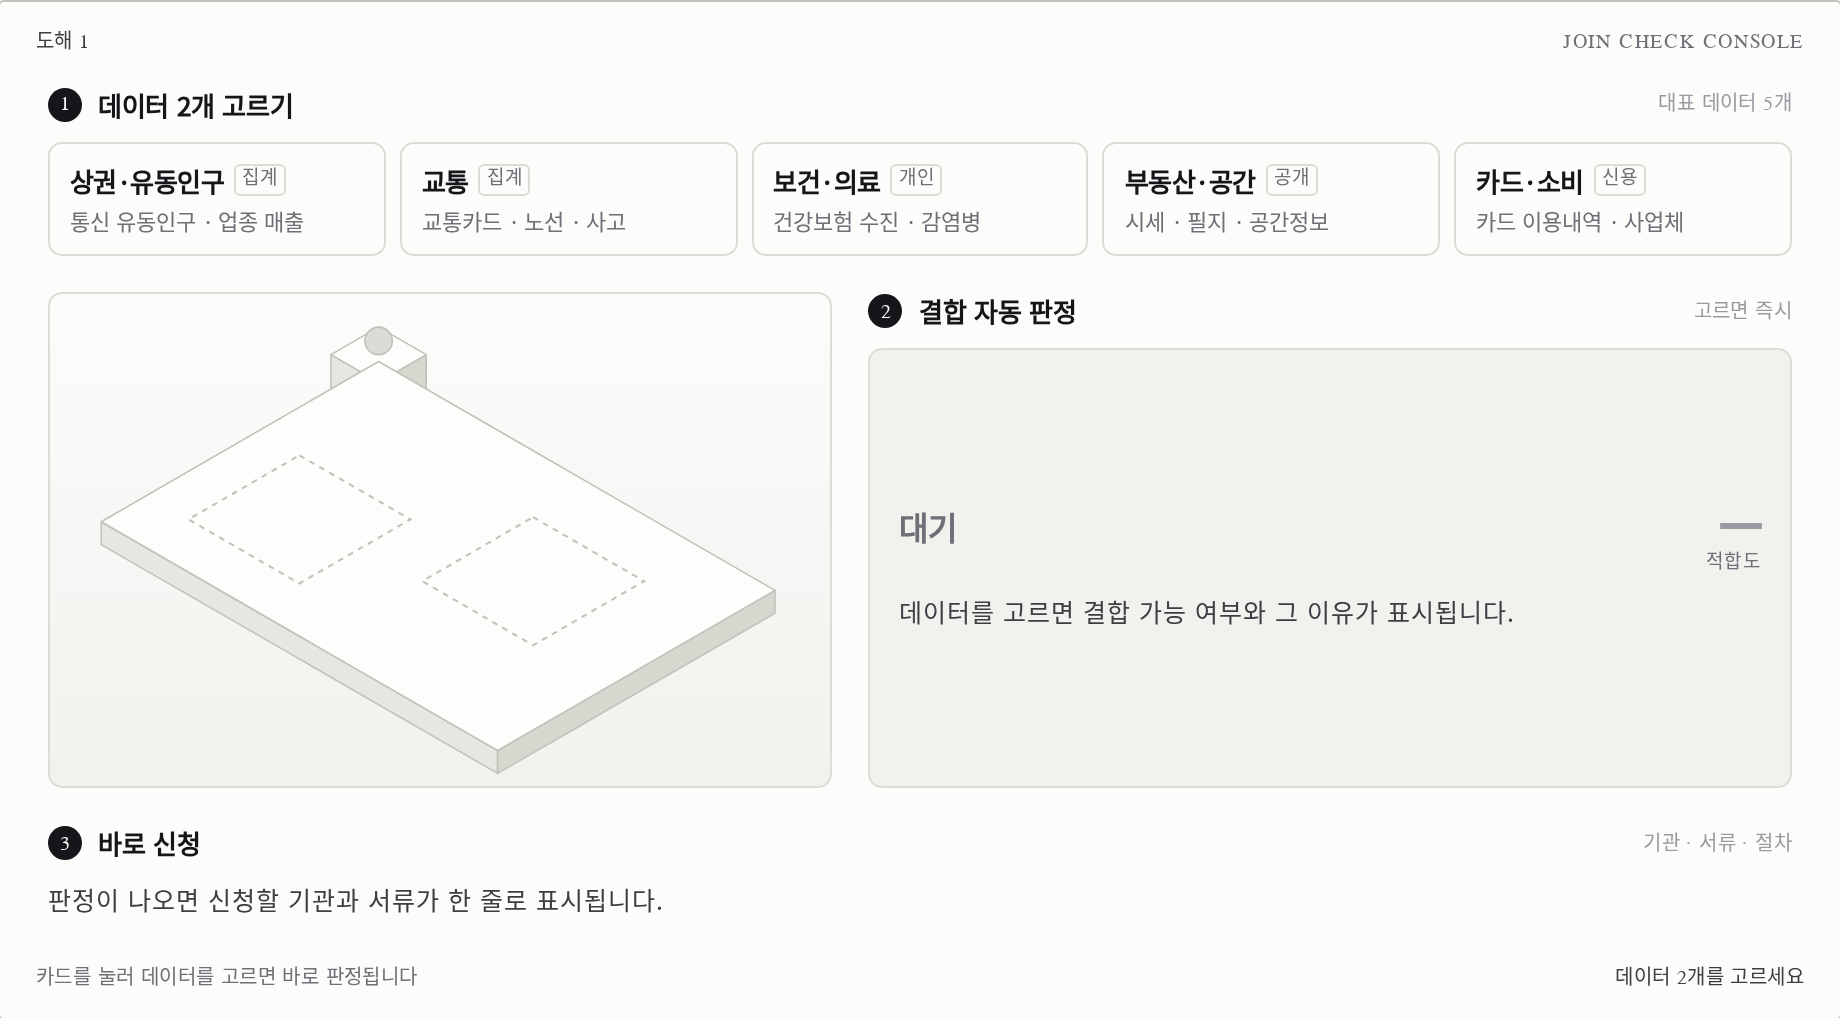 도해 1
JOIN CHECK CONSOLE
1 데이터 2개 고르기
대표 데이터 5개
상권·유동인구 집계
통신 유동인구 · 업종 매출
교통 집계
교통카드 · 노선 · 사고
보건·의료 개인
건강보험 수진 · 감염병
부동산·공간 공개
시세 · 필지 · 공간정보
카드·소비 신용
카드 이용내역 · 사업체
2 결합 자동 판정
고르면 즉시
대기
—
적합도
데이터를 고르면 결합 가능 여부와 그 이유가 표시됩니다.
3 바로 신청
기관 · 서류 · 절차
판정이 나오면 신청할 기관과 서류가 한 줄로 표시됩니다.
카드를 눌러 데이터를 고르면 바로 판정됩니다
데이터 2개를 고르세요